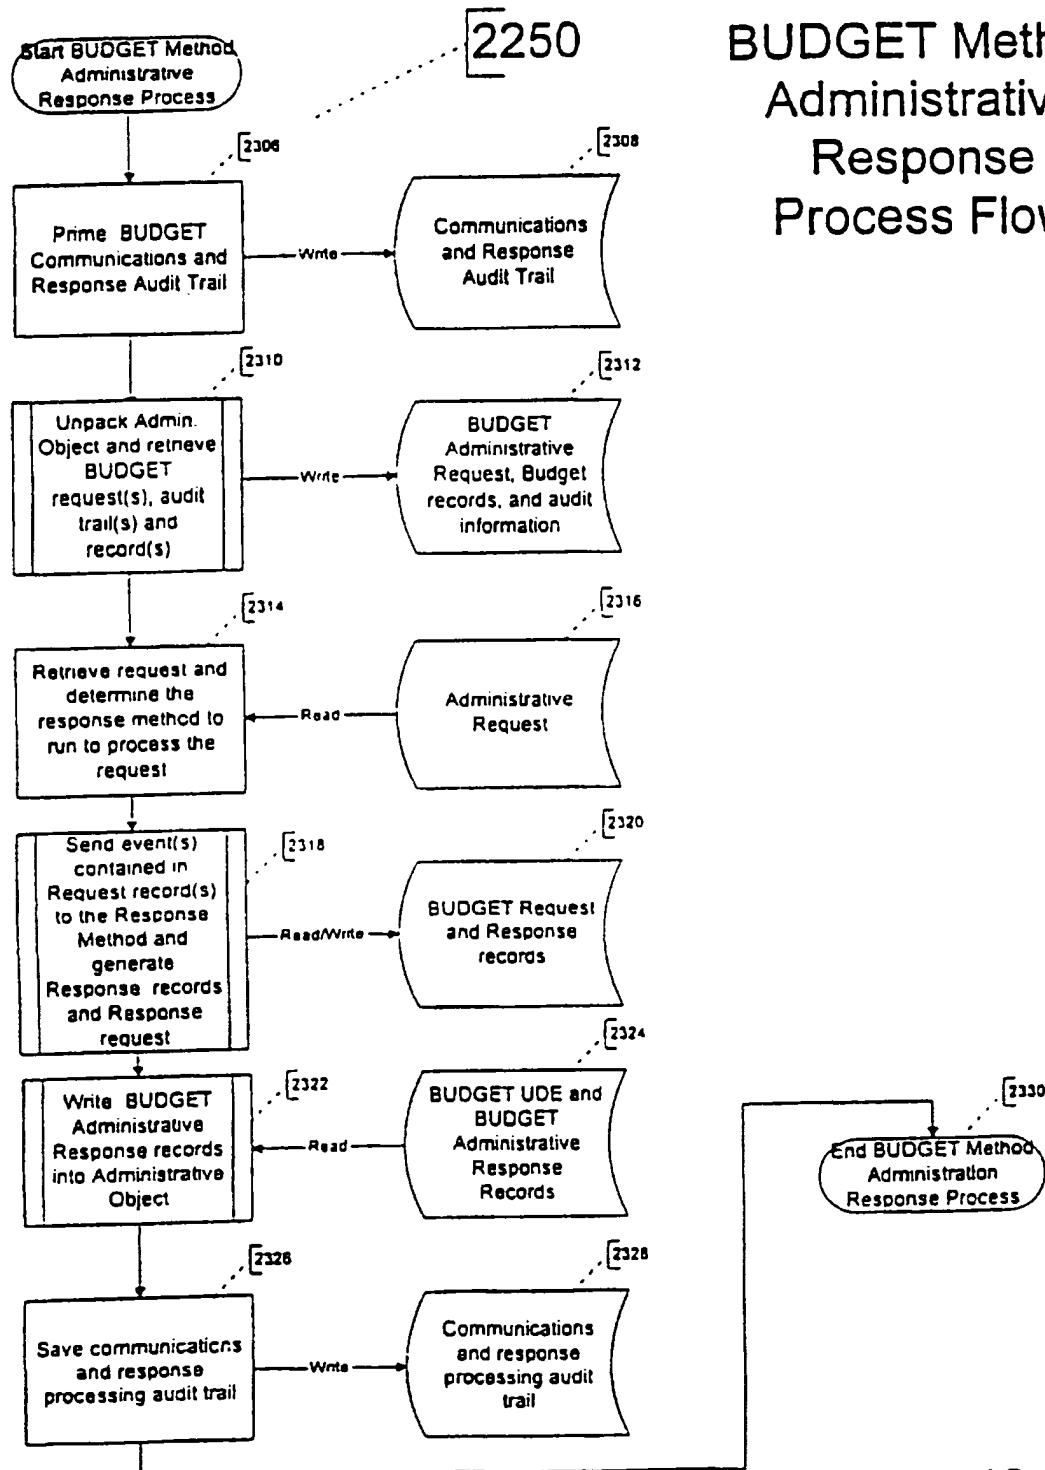 Start BUDGET Method
Administrative
Response Process
2250
BUDGET Meth
Administrativ
Response
Process Flow
2306
2308
Prime BUDGET
Communications and
Response Audit Trail
Write
Communications
and Response
Audit Trail
2310
2312
Unpack Admin.
Object and retrieve
BUDGET
request(s), audit
trail(s) and
record(s)
Write
BUDGET
Administrative
Request, Budget
records, and audit
information
2314
2316
Retrieve request and
determine the
response method to
run to process the
request
Read
Administrative
Request
2318
2320
Send event(s)
contained in
Request record(s)
to the Response
Method and
generate
Response records
and Response
request
Read/Write
BUDGET Request
and Response
records
2322
2324
Write BUDGET
Administrative
Response records
into Administrative
Object
Read
BUDGET UDE and
BUDGET
Administrative
Response
Records
2330
End BUDGET Method
Administration
Response Process
2326
2328
Save communications
and response
processing audit trail
Write
Communications
and response
processing audit
trail